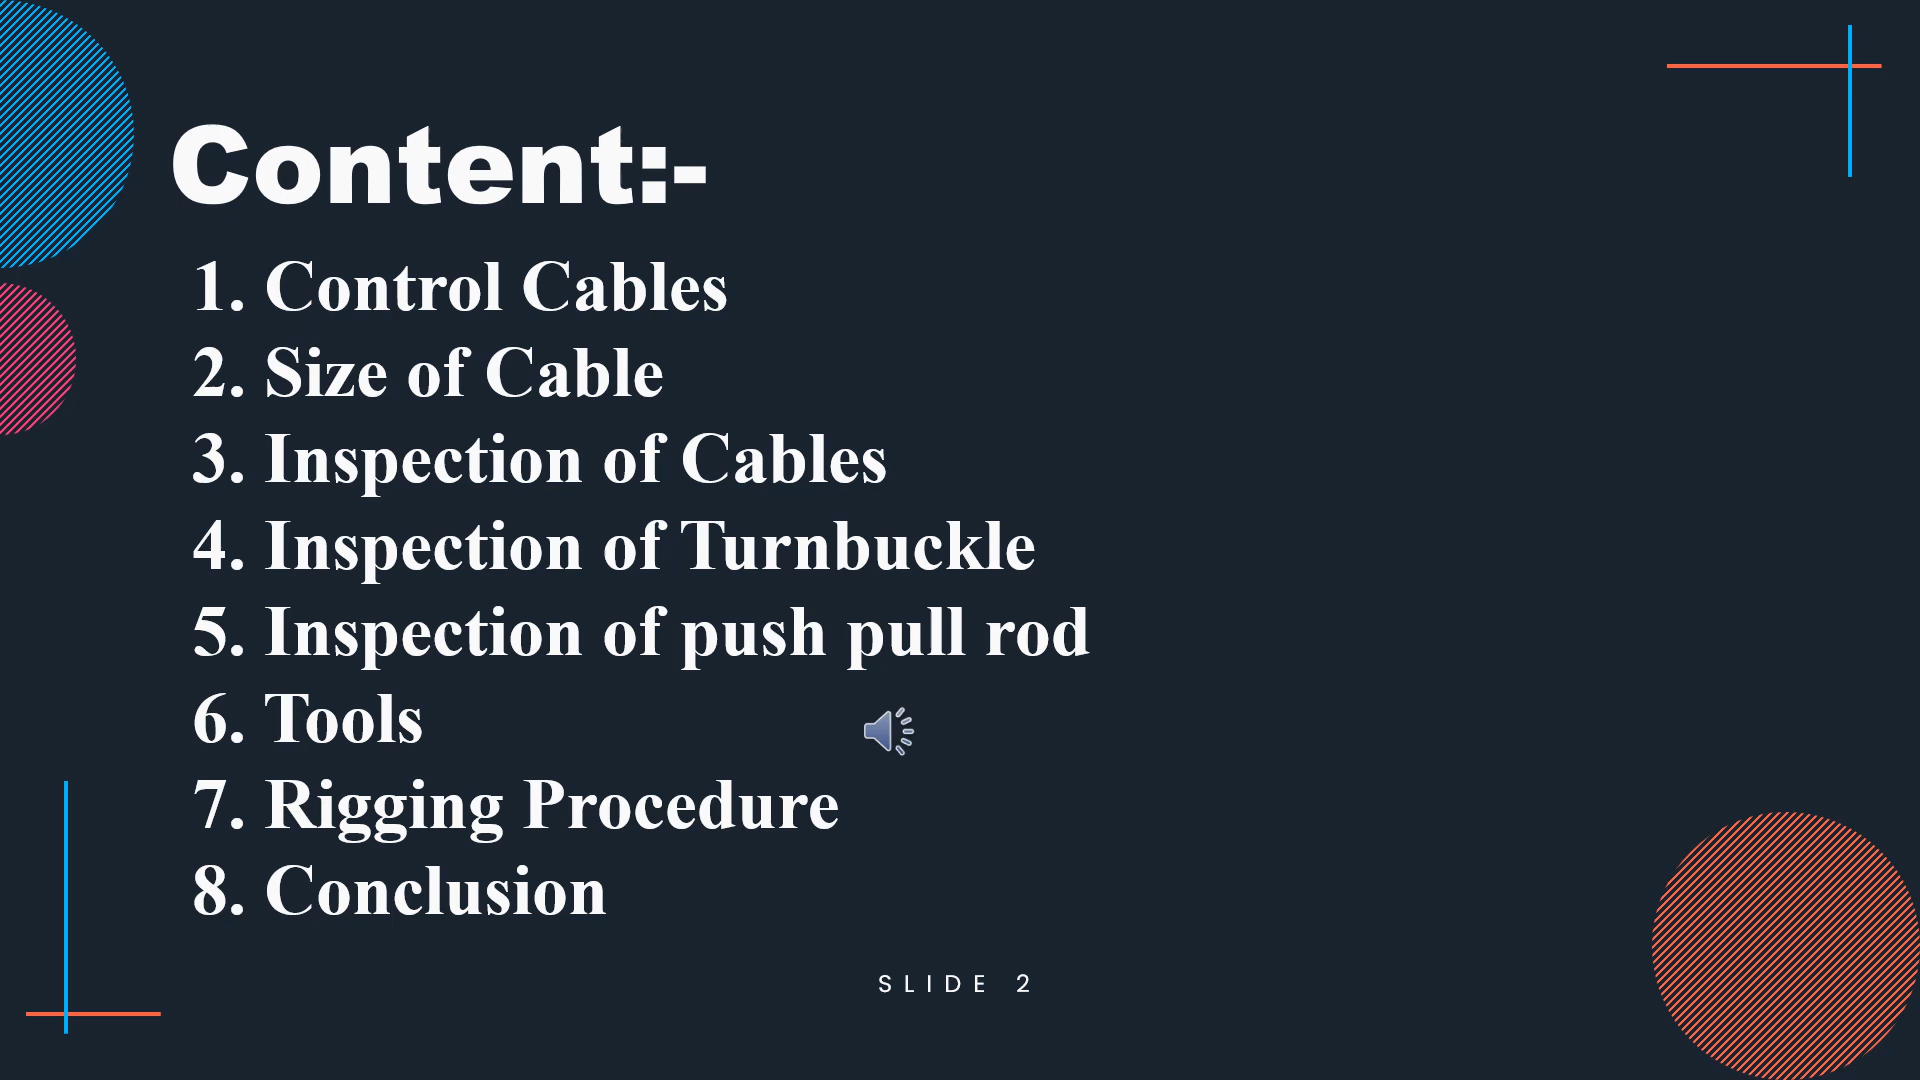 Content:-
1. Control Cables
2. Size of Cable
3. Inspection of Cables
4. Inspection of Turnbuckle
5. Inspection of push pull rod
6. Tools
7. Rigging Procedure
8. Conclusion
SLIDE 2